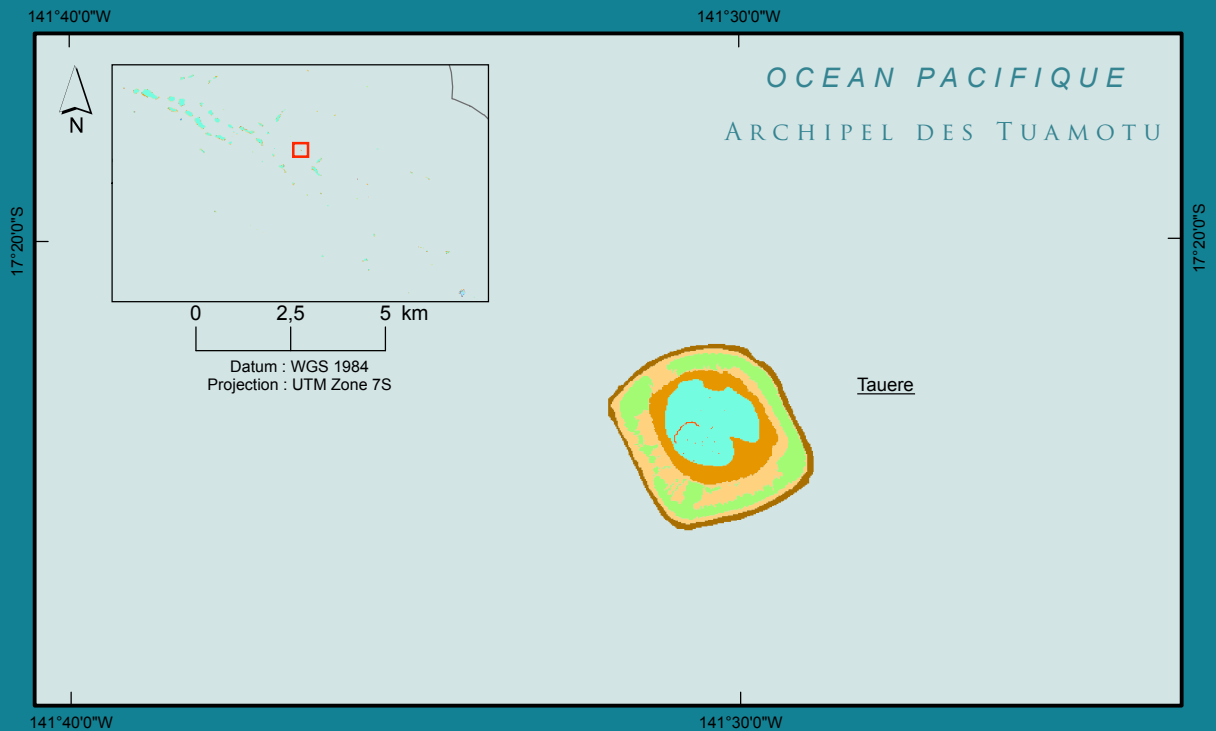 141°40'0"W 141°30'0"W
OCEAN PACIFIQUE
ARCHIPEL DES TUAMOTU
N
17°20'0"S 17°20'0"S
0 2,5 5 km
Datum : WGS 1984
Projection : UTM Zone 7S
Tauere
141°40'0"W 141°30'0"W